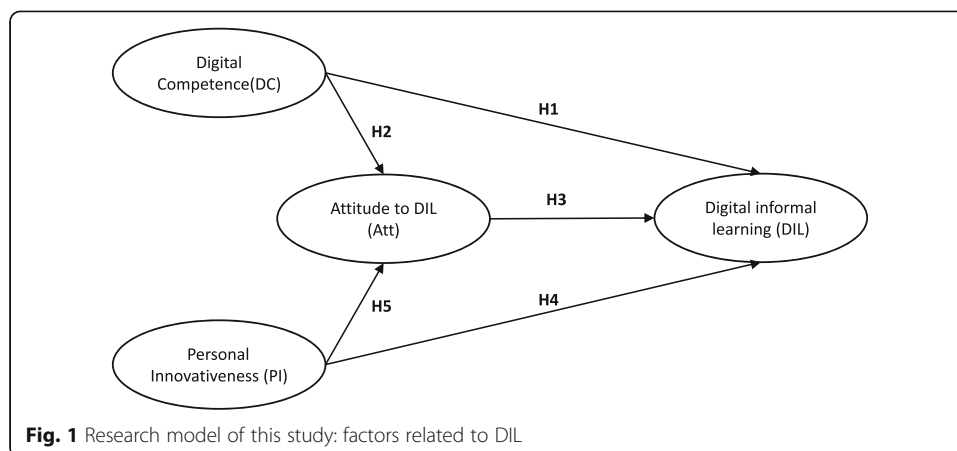 Digital
Competence(DC)
H1
H2
Attitude to DIL
(Att)
H3
Digital informal
learning (DIL)
H5
H4
Personal
Innovativeness (PI)
Fig. 1 Research model of this study: factors related to DIL